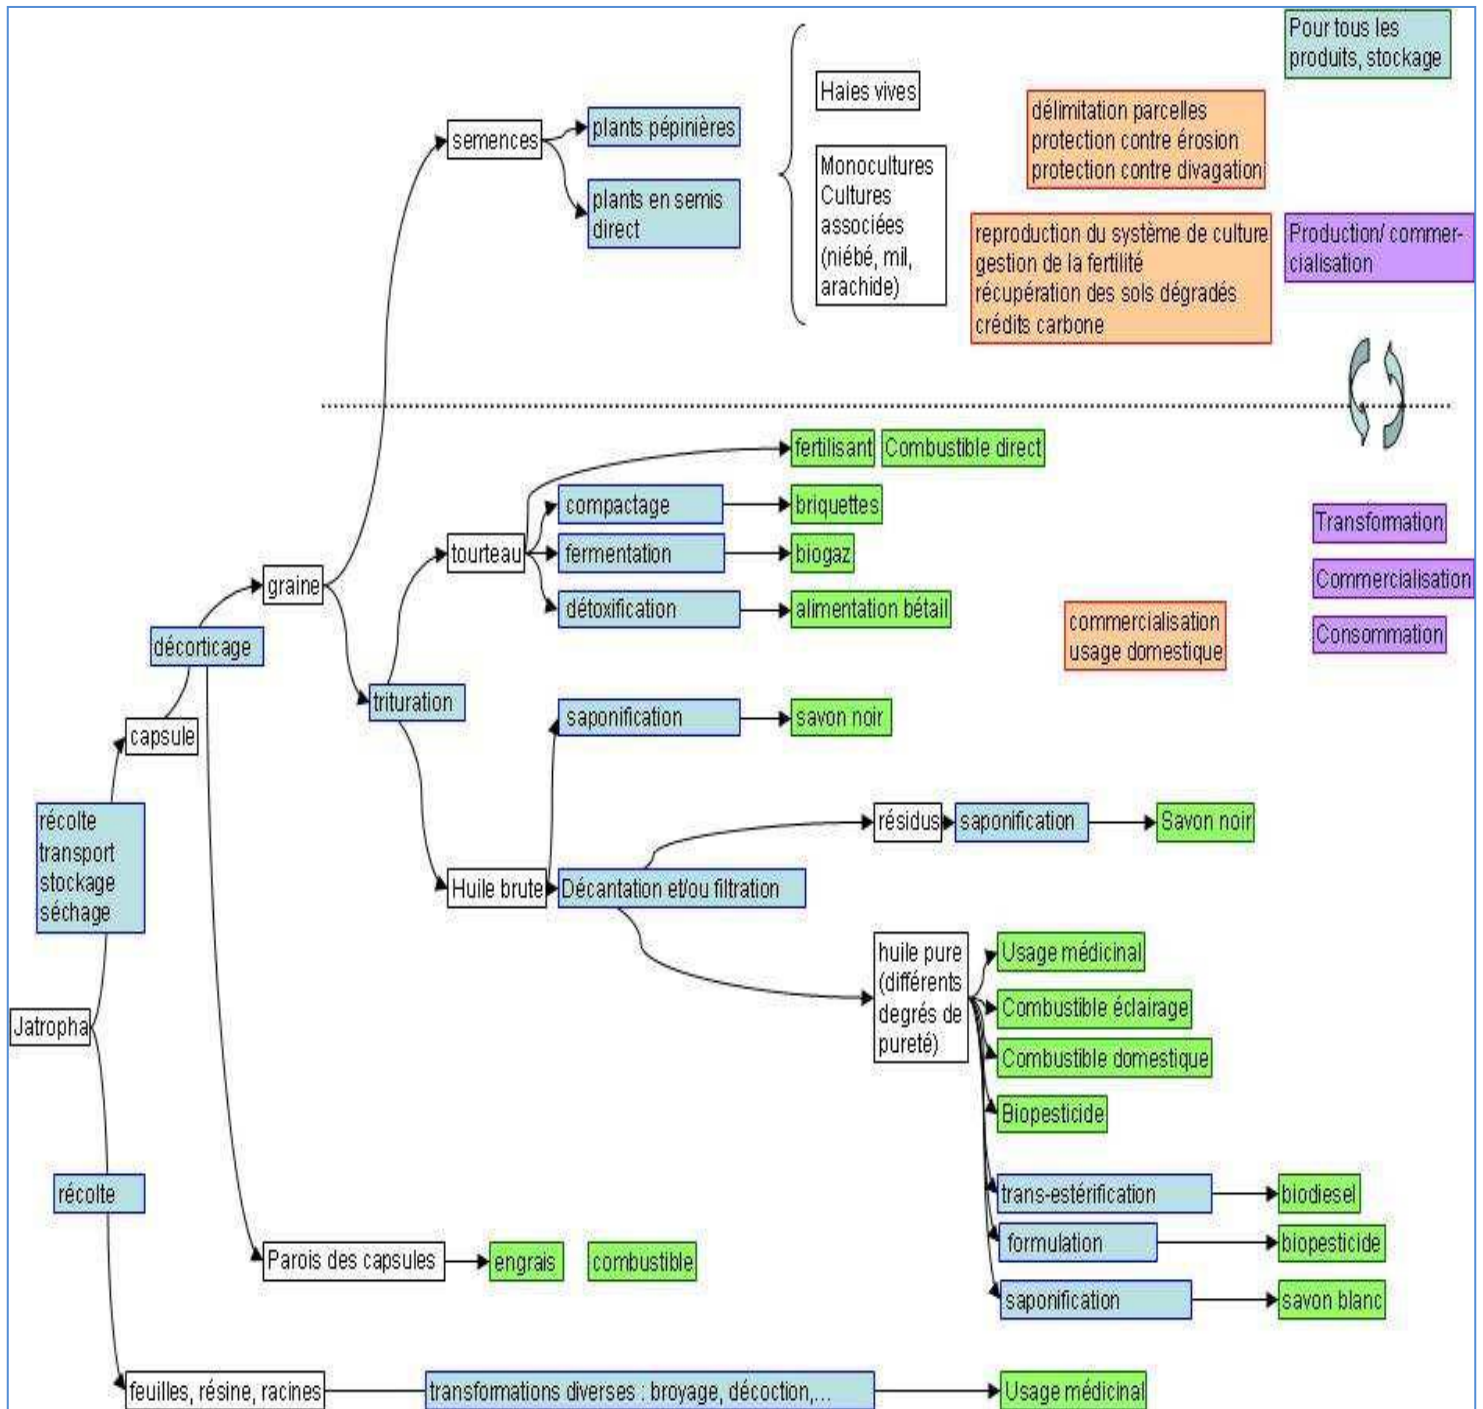 Pour tous les
produits, stockage
Haies vives
délimitation parcelles
protection contre érosion
protection contre divagation
semences
plants pépinières
plants en semis
direct
Monocultures
Cultures
associées
(niébé, mil,
arachide)
reproduction du système de culture
gestion de la fertilité
récupération des sols dégradés
crédits carbone
Production/ commer-
cialisation
fertilisant
Combustible direct
compactage
briquettes
tourteau
fermentation
biogaz
détoxification
alimentation bétail
Transformation
Commercialisation
Consommation
commercialisation
usage domestique
graine
décorticage
trituration
capsule
saponification
savon noir
récolte
transport
stockage
séchage
résidus
saponification
Savon noir
Huile brute
Décantation et/ou filtration
huile pure
(différents
degrés de
pureté)
Usage médicinal
Combustible éclairage
Combustible domestique
Biopesticide
Jatropha
récolte
trans-estérification
biodiesel
formulation
biopesticide
saponification
savon blanc
Parois des capsules
engrais
combustible
feuilles, résine, racines
transformations diverses : broyage, décoction,...
Usage médicinal